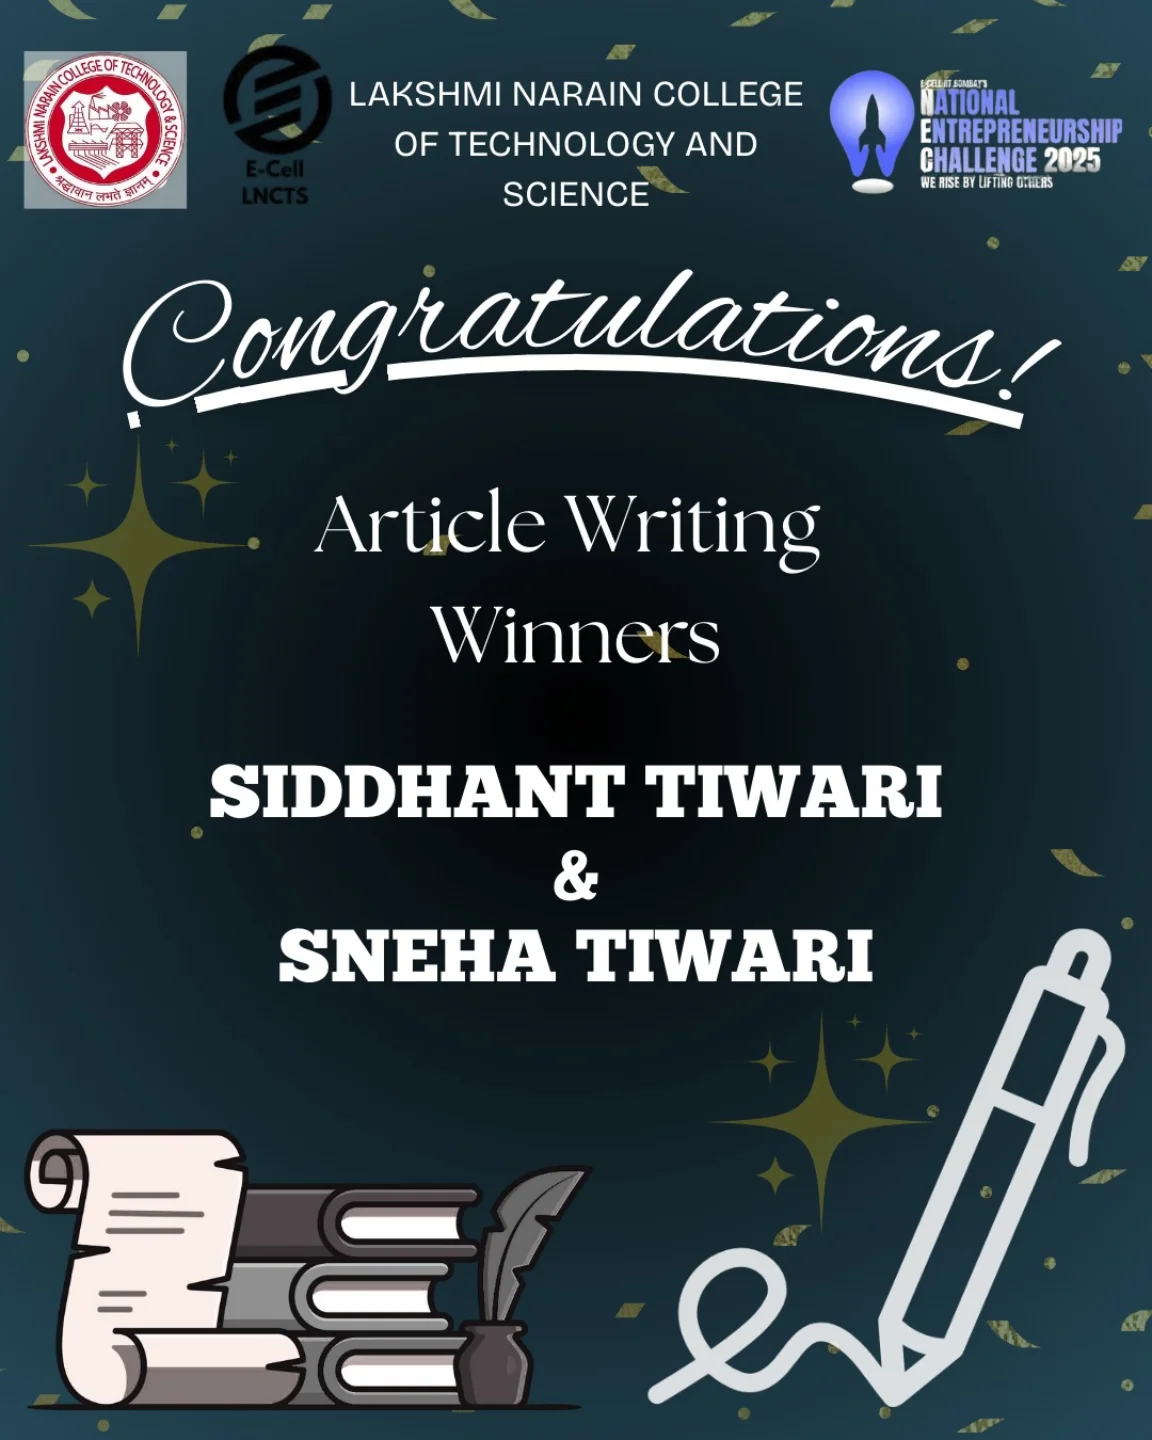 LAKSHMI NARAIN COLLEGE OF TECHNOLOGY & SCIENCE
श्रद्धावान लभते ज्ञानम्
E-Cell
LNCTS
LAKSHMI NARAIN COLLEGE
OF TECHNOLOGY AND
SCIENCE
E-CELL IIT BOMBAY'S
NATIONAL
ENTREPRENEURSHIP
CHALLENGE 2025
WE RISE BY LIFTING OTHERS
Congratulations!
Article Writing
Winners
SIDDHANT TIWARI
&
SNEHA TIWARI